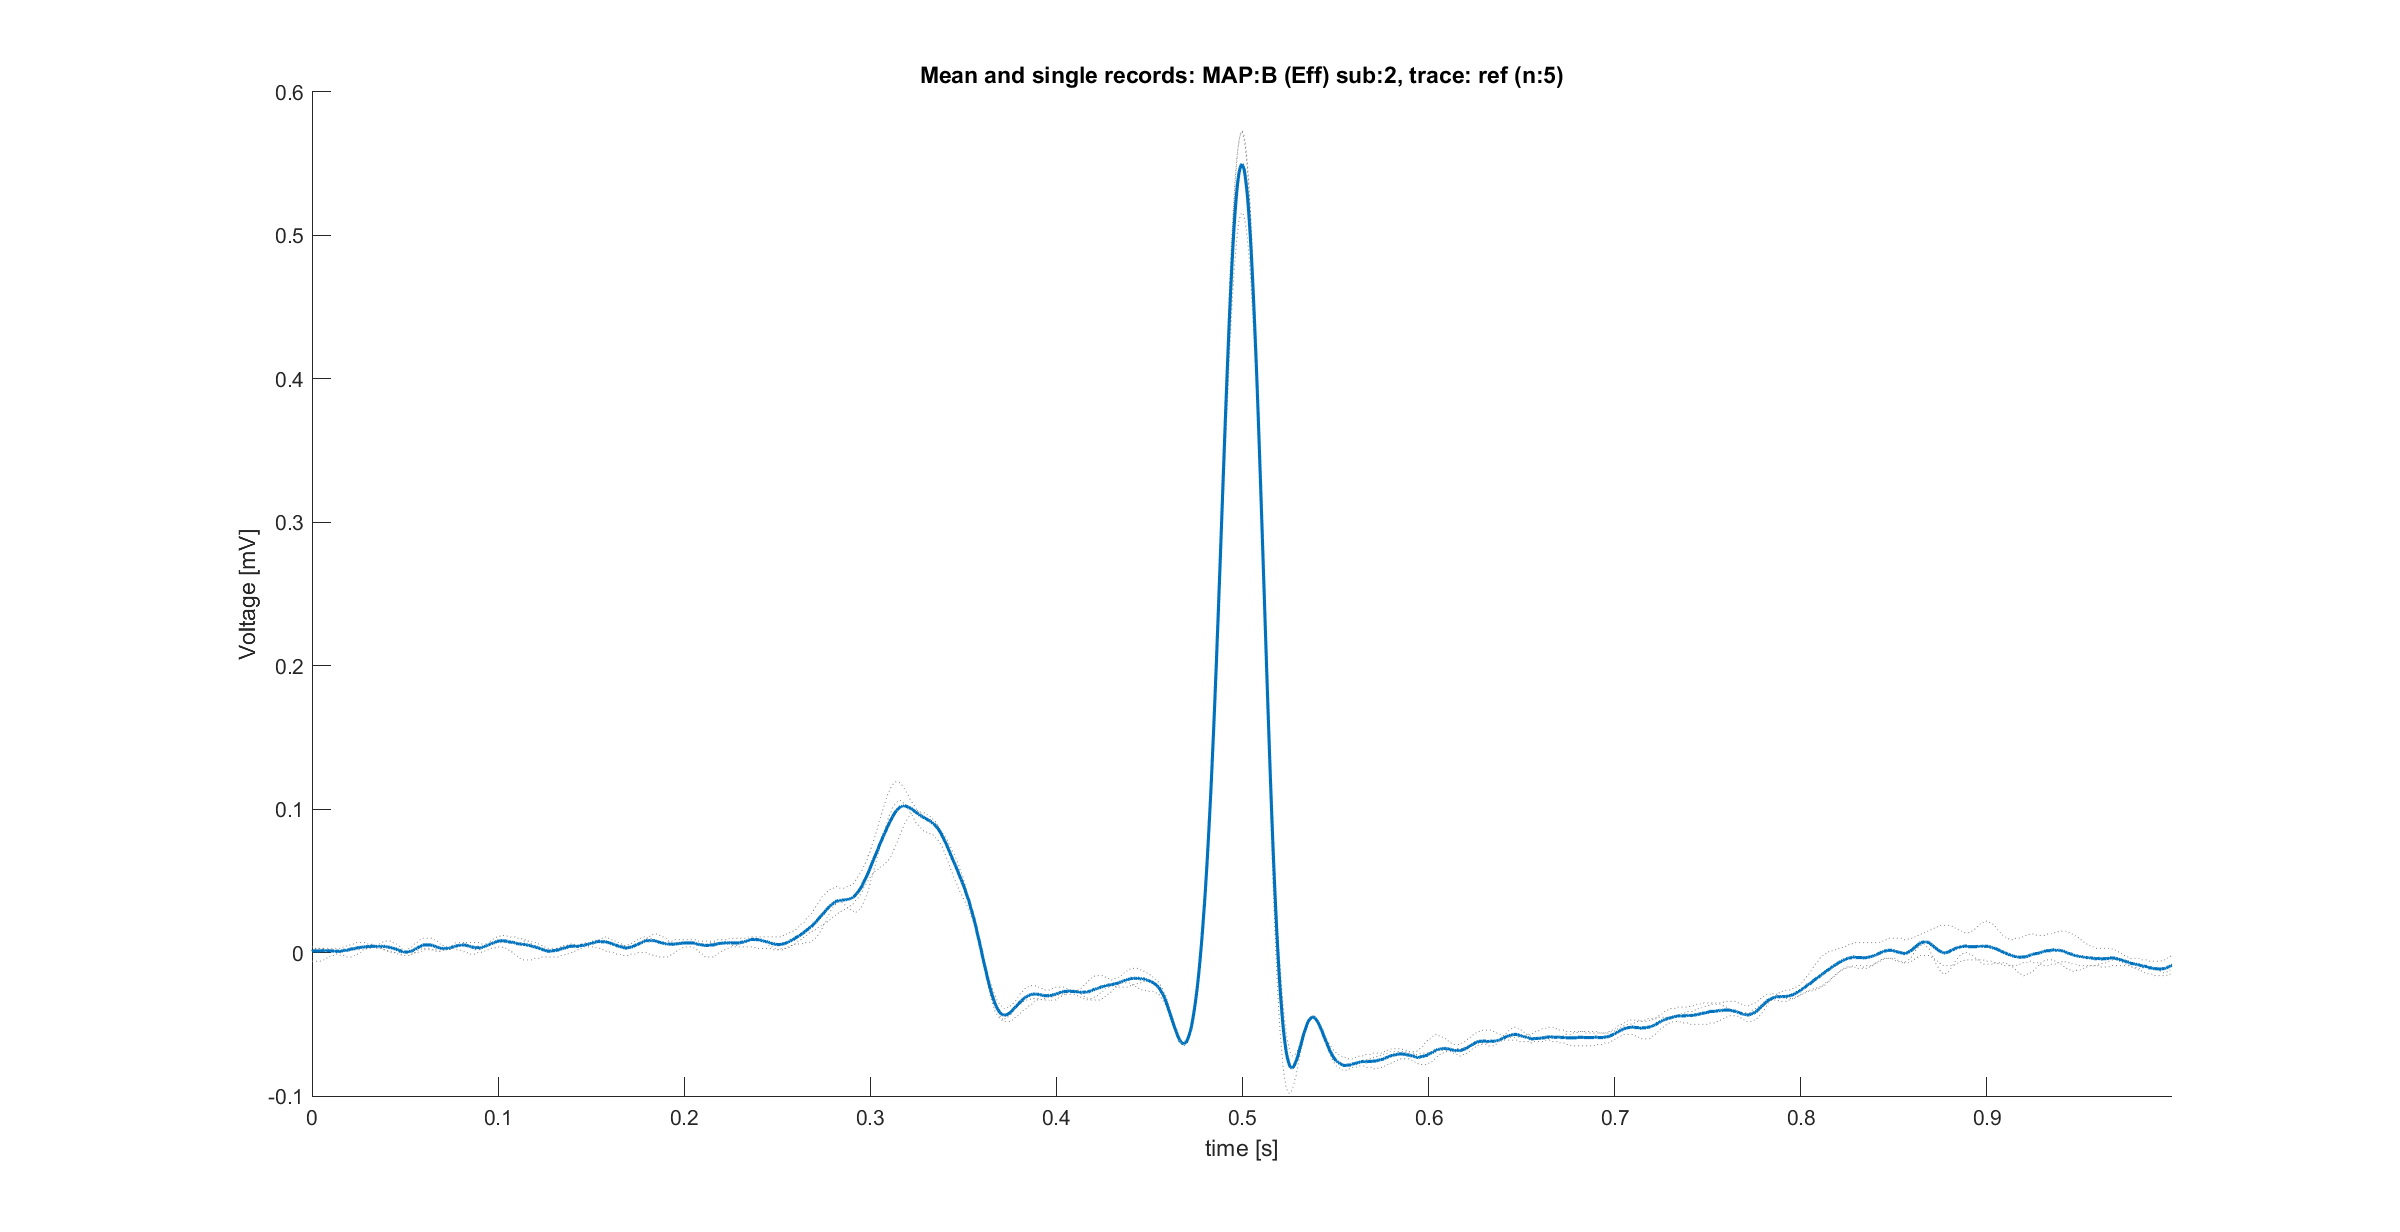 Mean and single records: MAP:B (Eff) sub:2, trace: ref (n:5)
0.6
0.5
0.4
0.3
0.2
0.1
0
-0.1
Voltage [mV]
0 0.1 0.2 0.3 0.4 0.5 0.6 0.7 0.8 0.9
time [s]